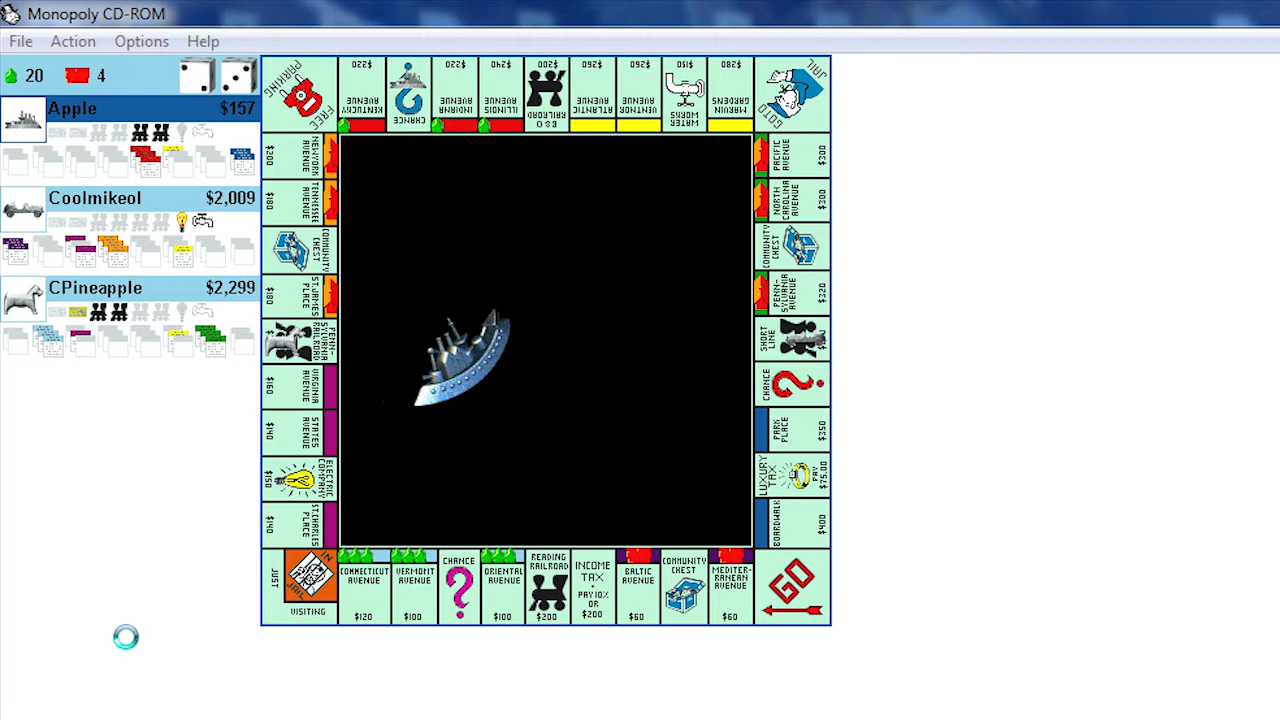 Monopoly CD-ROM
File Action Options Help
20 4
Apple $157
Coolmikeol $2,009
CPineapple $2,299
FREE PARKING
$220 KENTUCKY AVENUE
CHANCE
$220 INDIANA AVENUE
$240 ILLINOIS AVENUE
$200 B&O RAILROAD
$260 ATLANTIC AVENUE
$260 VENTNOR AVENUE
$150 WATER WORKS
$280 MARVIN GARDENS
GO TO JAIL
$200 NEW YORK AVENUE
$180 TENNESSEE AVENUE
COMMUNITY CHEST
$180 ST. JAMES PLACE
PENN-SYLVANIA RAILROAD
$160 VIRGINIA AVENUE
$140 STATES AVENUE
$150 ELECTRIC COMPANY
$140 ST. CHARLES PLACE
PACIFIC AVENUE $300
NORTH CAROLINA AVENUE $300
COMMUNITY CHEST
PENN-SYLVANIA AVENUE $320
SHORT LINE
CHANCE
PARK PLACE $350
LUXURY TAX PAY $75.00
BOARDWALK $400
JUST VISITING
IN JAIL
CONNECTICUT AVENUE $120
VERMONT AVENUE $100
CHANCE
ORIENTAL AVENUE $100
READING RAILROAD $200
INCOME TAX PAY 10% OR $200
BALTIC AVENUE $60
COMMUNITY CHEST
MEDITER-RANEAN AVENUE $60
GO